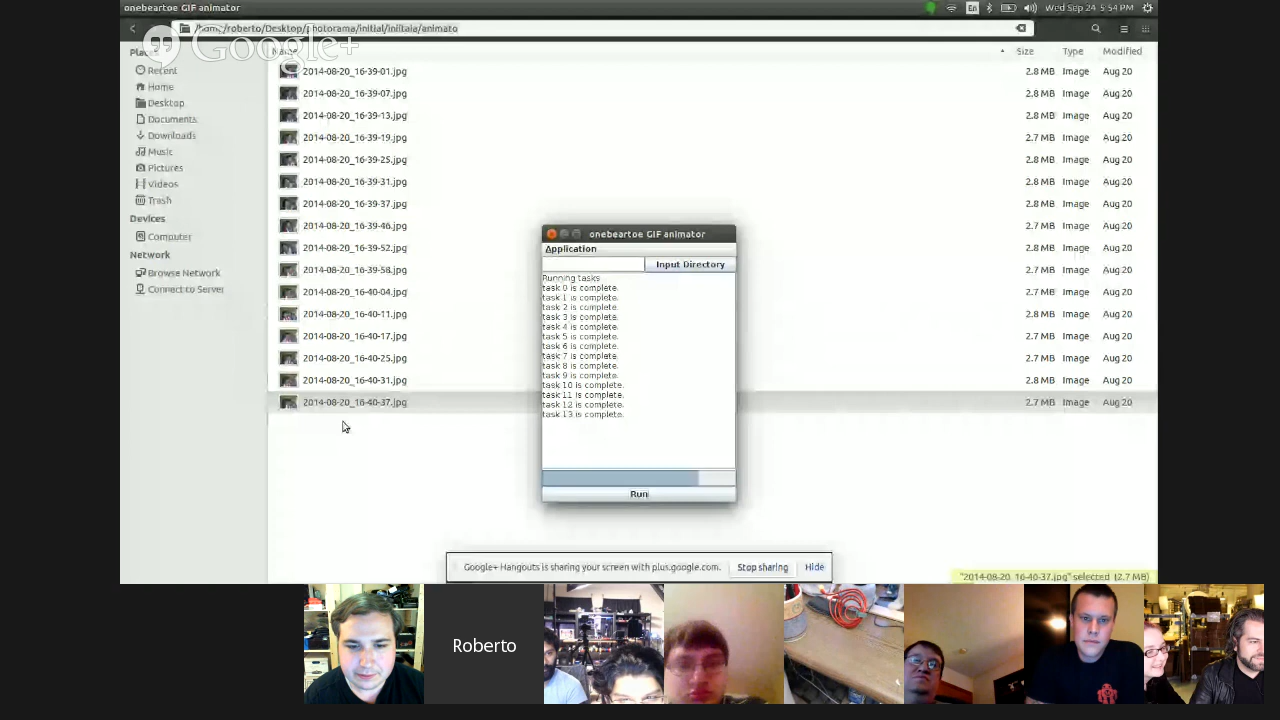 onebeartoe GIF animator
En
Wed Sep 24, 5:54 PM
/home/roberto/Desktop/photorama/initial/initiala/animato
Google+
Places
Name
Size
Type
Modified
Recent
Home
Desktop
Documents
Downloads
Music
Pictures
Videos
Trash
Devices
Computer
Network
Browse Network
Connect to Server
2014-08-20_16-39-01.jpg 2.8 MB Image Aug 20
2014-08-20_16-39-07.jpg 2.8 MB Image Aug 20
2014-08-20_16-39-13.jpg 2.8 MB Image Aug 20
2014-08-20_16-39-19.jpg 2.7 MB Image Aug 20
2014-08-20_16-39-25.jpg 2.8 MB Image Aug 20
2014-08-20_16-39-31.jpg 2.8 MB Image Aug 20
2014-08-20_16-39-37.jpg 2.8 MB Image Aug 20
2014-08-20_16-39-46.jpg 2.7 MB Image Aug 20
2014-08-20_16-39-52.jpg 2.8 MB Image Aug 20
2014-08-20_16-39-58.jpg 2.7 MB Image Aug 20
2014-08-20_16-40-04.jpg 2.8 MB Image Aug 20
2014-08-20_16-40-11.jpg 2.8 MB Image Aug 20
2014-08-20_16-40-17.jpg 2.7 MB Image Aug 20
2014-08-20_16-40-25.jpg 2.7 MB Image Aug 20
2014-08-20_16-40-31.jpg 2.7 MB Image Aug 20
2014-08-20_16-40-37.jpg 2.7 MB Image Aug 20
onebeartoe GIF animator
Application
Input Directory
Running tasks
task 0 is complete.
task 1 is complete.
task 2 is complete.
task 3 is complete.
task 4 is complete.
task 5 is complete.
task 6 is complete.
task 7 is complete.
task 8 is complete.
task 9 is complete.
task 10 is complete.
task 11 is complete.
task 12 is complete.
task 13 is complete.
Run
Google+ Hangouts is sharing your screen with plus.google.com.
Stop sharing
Hide
"2014-08-20_16-40-37.jpg" selected (2.7 MB)
Roberto